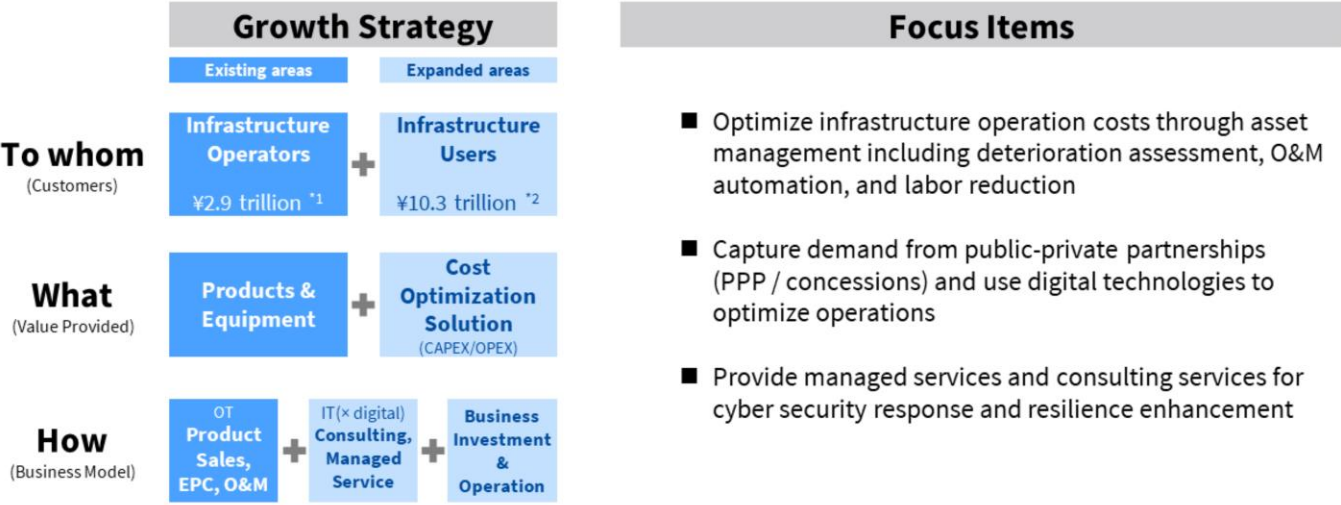 Growth Strategy
Focus Items
Existing areas
Expanded areas
To whom
(Customers)
Infrastructure
Operators
¥2.9 trillion *1
Infrastructure
Users
¥10.3 trillion *2
What
(Value Provided)
Products &
Equipment
Cost
Optimization
Solution
(CAPEX/OPEX)
How
(Business Model)
OT
Product
Sales,
EPC, O&M
IT(× digital)
Consulting,
Managed
Service
Business
Investment
&
Operation
■ Optimize infrastructure operation costs through asset
management including deterioration assessment, O&M
automation, and labor reduction
■ Capture demand from public-private partnerships
(PPP / concessions) and use digital technologies to
optimize operations
■ Provide managed services and consulting services for
cyber security response and resilience enhancement